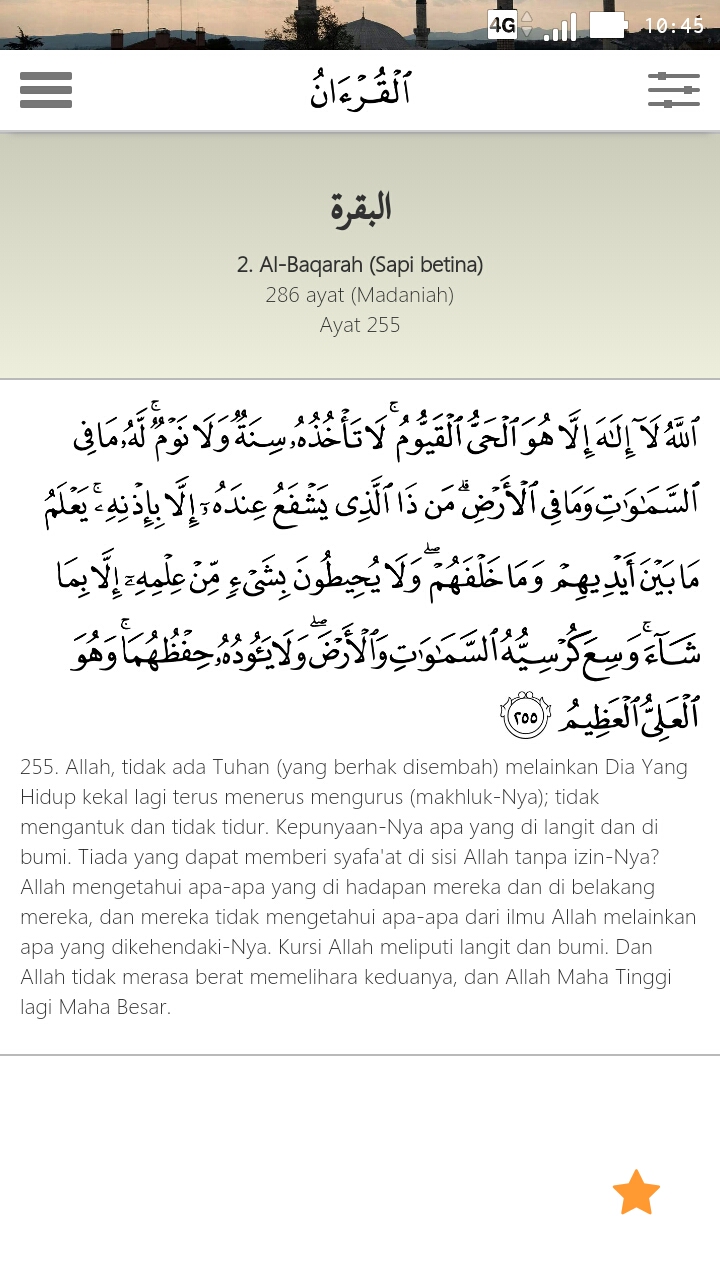 4G 10:45
ٱلْقُرْءَانُ
البقرة
2. Al-Baqarah (Sapi betina)
286 ayat (Madaniah)
Ayat 255
ٱللَّهُ لَآ إِلَٰهَ إِلَّا هُوَ ٱلْحَىُّ ٱلْقَيُّومُ ۚ لَا تَأْخُذُهُۥ سِنَةٌ وَلَا نَوْمٌ ۚ لَّهُۥ مَا فِى
ٱلسَّمَٰوَٰتِ وَمَا فِى ٱلْأَرْضِ ۗ مَن ذَا ٱلَّذِى يَشْفَعُ عِندَهُۥٓ إِلَّا بِإِذْنِهِۦ ۚ يَعْلَمُ
مَا بَيْنَ أَيْدِيهِمْ وَمَا خَلْفَهُمْ ۖ وَلَا يُحِيطُونَ بِشَىْءٍ مِّنْ عِلْمِهِۦٓ إِلَّا بِمَا
شَآءَ ۚ وَسِعَ كُرْسِيُّهُ ٱلسَّمَٰوَٰتِ وَٱلْأَرْضَ ۖ وَلَا يَـُٔودُهُۥ حِفْظُهُمَا ۚ وَهُوَ
ٱلْعَلِىُّ ٱلْعَظِيمُ ٢٥٥
255. Allah, tidak ada Tuhan (yang berhak disembah) melainkan Dia Yang
Hidup kekal lagi terus menerus mengurus (makhluk-Nya); tidak
mengantuk dan tidak tidur. Kepunyaan-Nya apa yang di langit dan di
bumi. Tiada yang dapat memberi syafa'at di sisi Allah tanpa izin-Nya?
Allah mengetahui apa-apa yang di hadapan mereka dan di belakang
mereka, dan mereka tidak mengetahui apa-apa dari ilmu Allah melainkan
apa yang dikehendaki-Nya. Kursi Allah meliputi langit dan bumi. Dan
Allah tidak merasa berat memelihara keduanya, dan Allah Maha Tinggi
lagi Maha Besar.